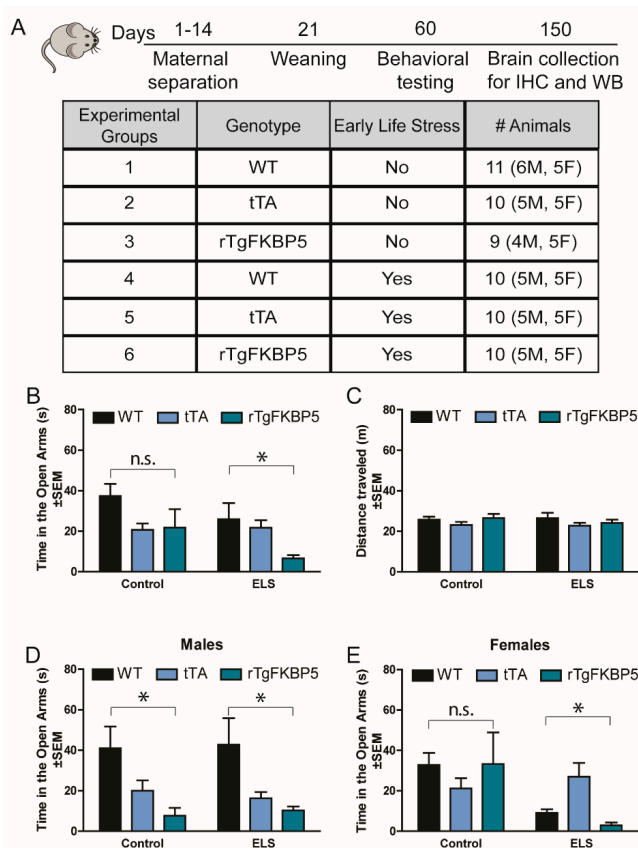 A
Days 1-14 21 60 150
Maternal separation Weaning Behavioral testing Brain collection for IHC and WB
Experimental Groups Genotype Early Life Stress # Animals
1 WT No 11 (6M, 5F)
2 tTA No 10 (5M, 5F)
3 rTgFKBP5 No 9 (4M, 5F)
4 WT Yes 10 (5M, 5F)
5 tTA Yes 10 (5M, 5F)
6 rTgFKBP5 Yes 10 (5M, 5F)
B
Time in the Open Arms (s)
±SEM
80
60
40
20
0
WT tTA rTgFKBP5
n.s.
*
Control ELS
C
Distance traveled (m)
±SEM
80
60
40
20
0
WT tTA rTgFKBP5
Control ELS
D
Males
Time in the Open Arms (s)
±SEM
80
60
40
20
0
WT tTA rTgFKBP5
*
*
Control ELS
E
Females
Time in the Open Arms (s)
±SEM
80
60
40
20
0
WT tTA rTgFKBP5
n.s.
*
Control ELS